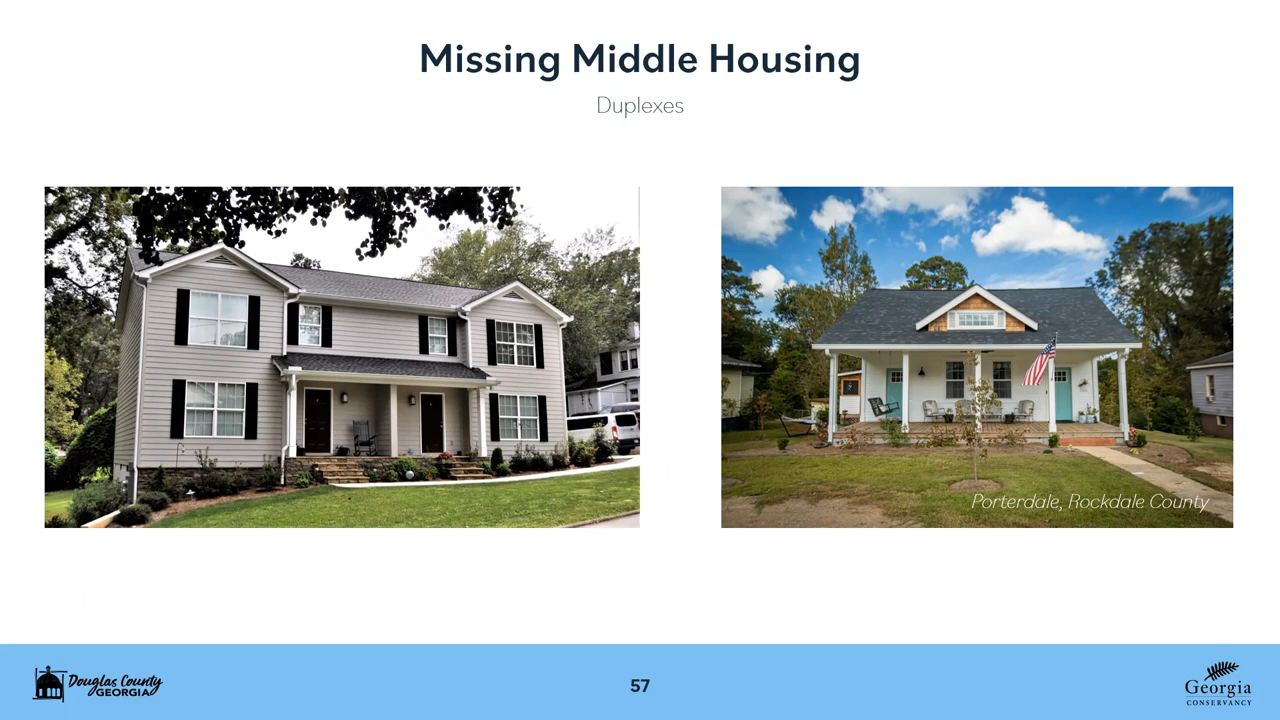 Missing Middle Housing
Duplexes
Porterdale, Rockdale County
Douglas County
GEORGIA
57
Georgia
CONSERVANCY